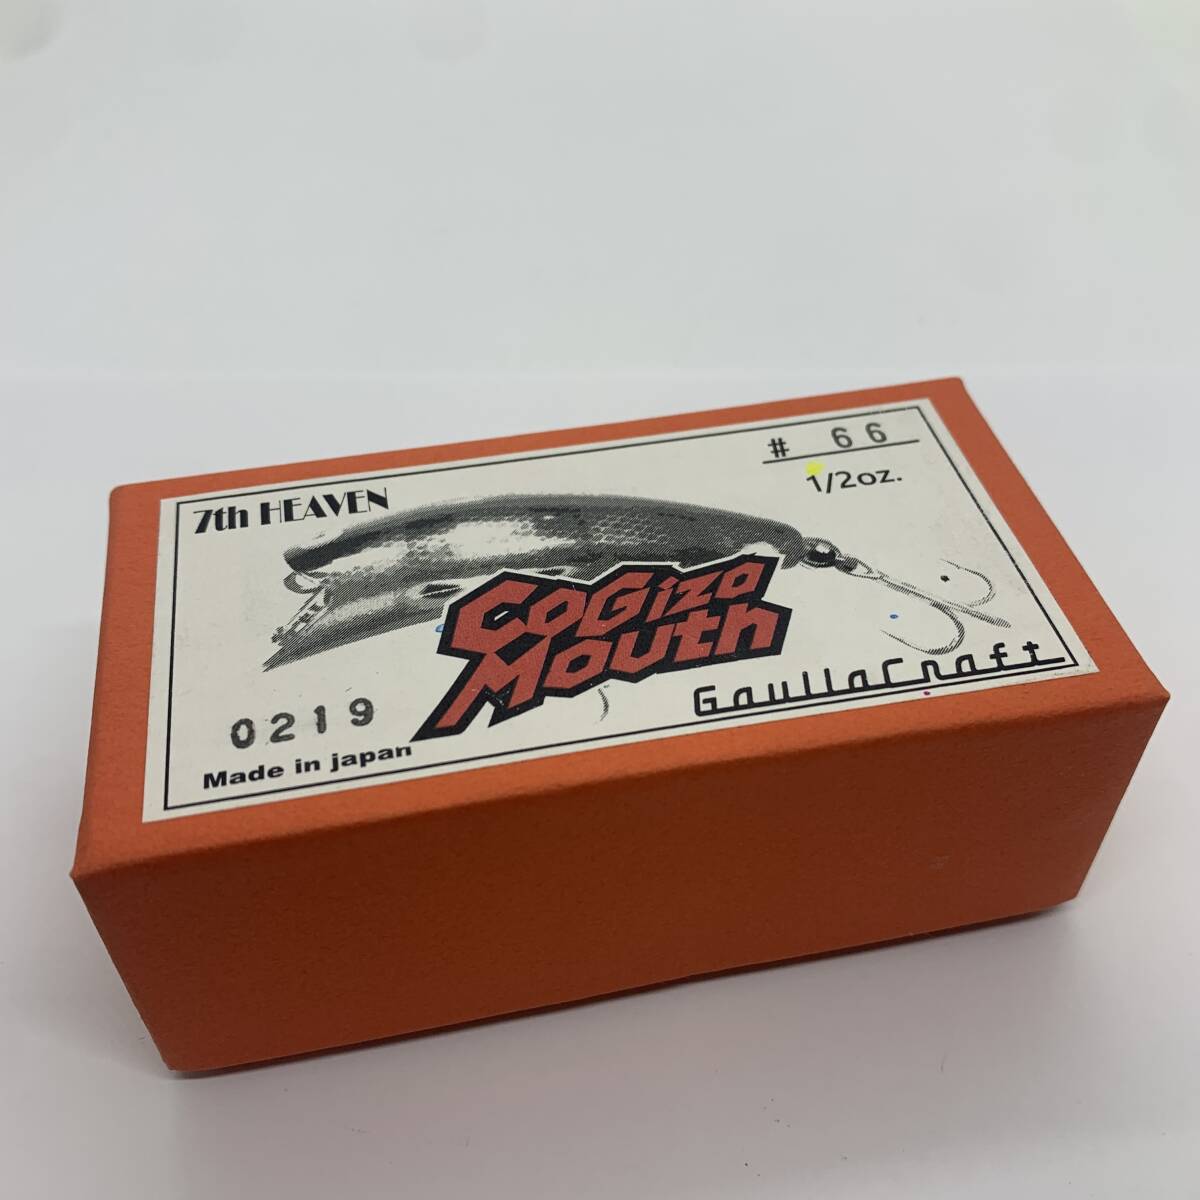 7th HEAVEN
# 66
1/2oz.
CoGizo
Mouth
GaullaCraft
0219
Made in japan